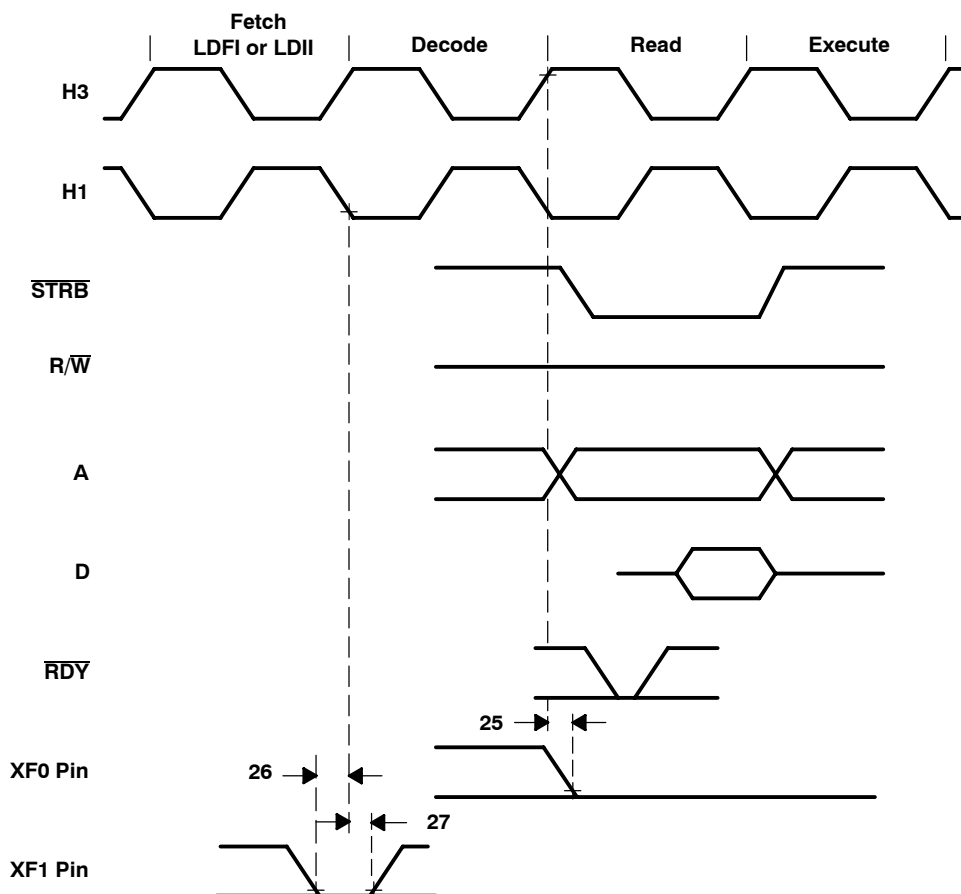 Fetch
LDFI or LDII
Decode
Read
Execute
H3
H1
STRB
R/W
A
D
RDY
25
XF0 Pin
26
27
XF1 Pin